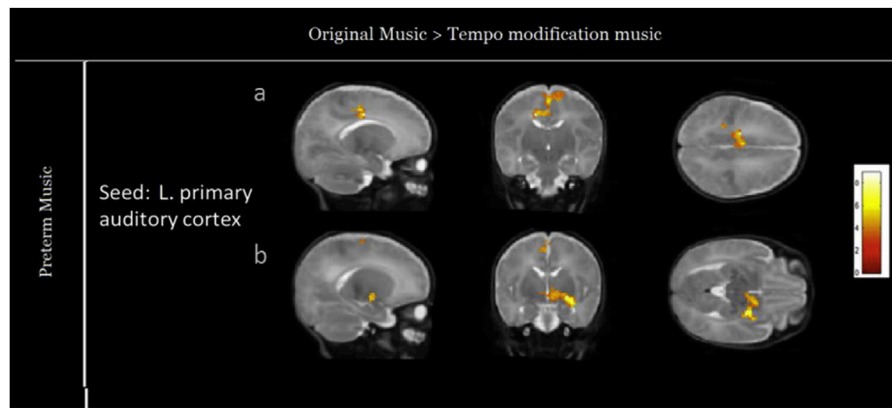 Original Music > Tempo modification music
Preterm Music
a
Seed: L. primary
auditory cortex
b
8
6
4
2
0